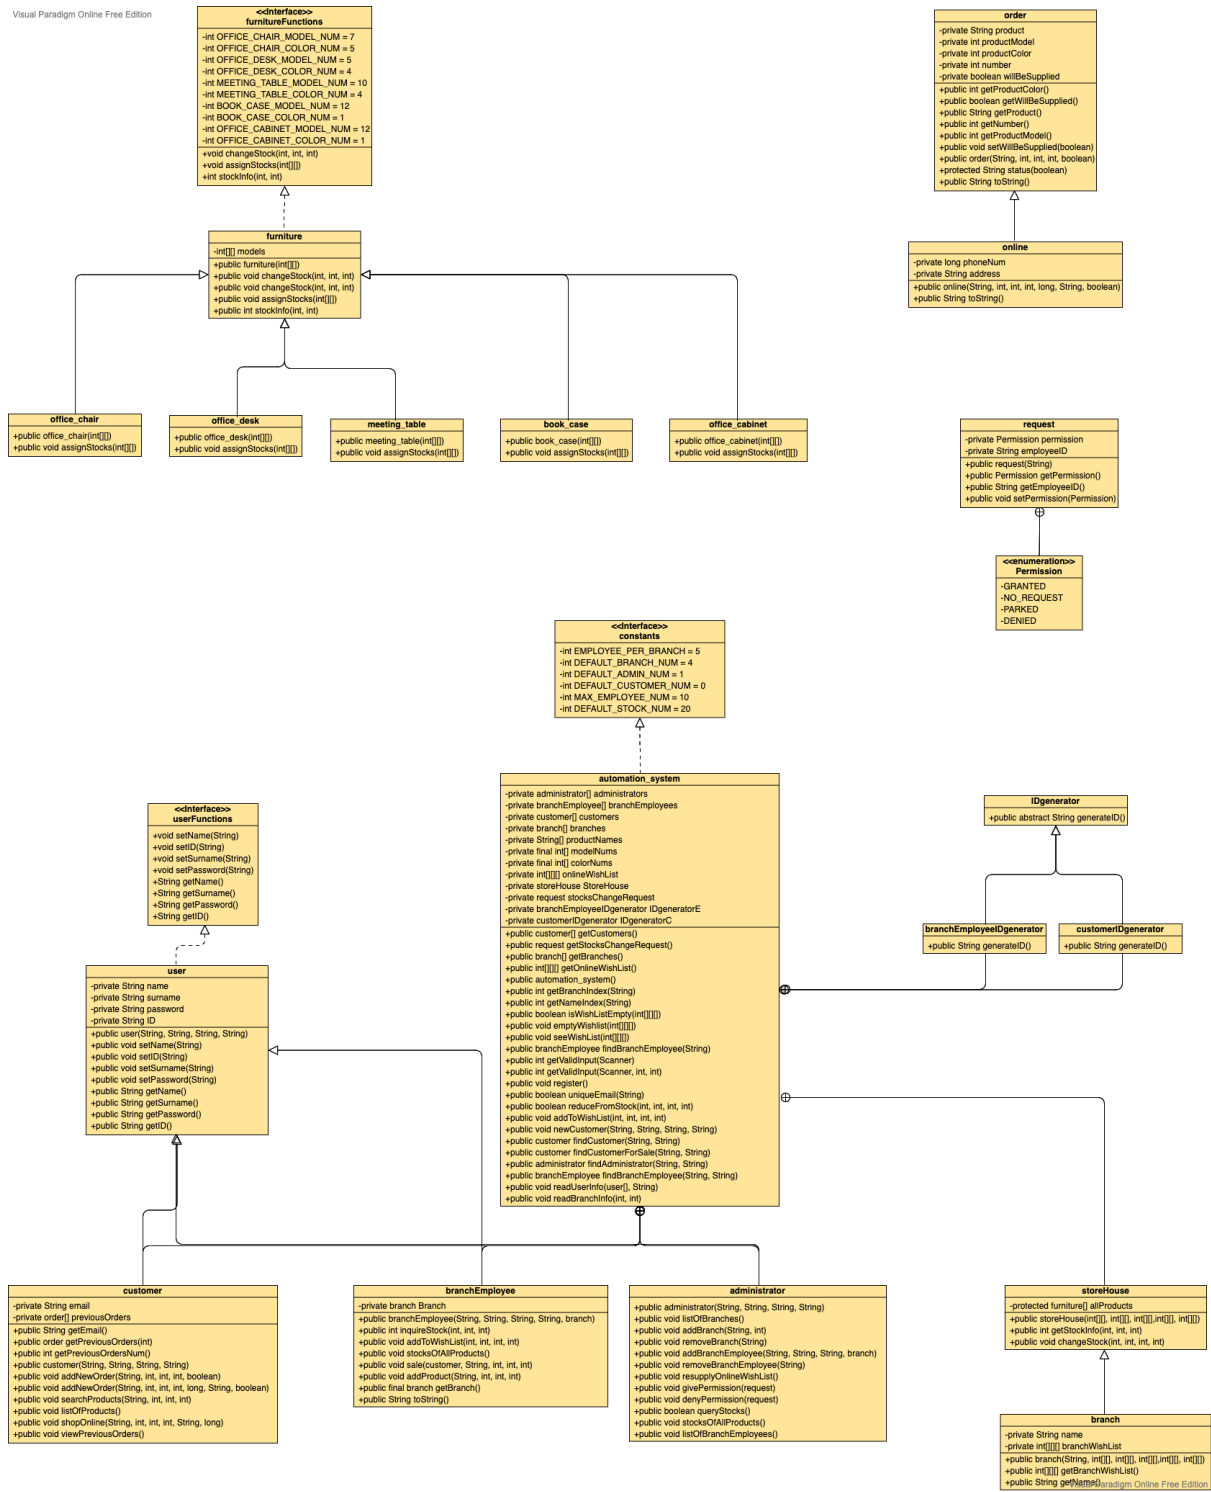 Visual Paradigm Online Free Edition
<<Interface>>
furnitureFunctions
-int OFFICE_CHAIR_MODEL_NUM = 7
-int OFFICE_CHAIR_COLOR_NUM = 5
-int OFFICE_DESK_MODEL_NUM = 5
-int OFFICE_DESK_COLOR_NUM = 4
-int MEETING_TABLE_MODEL_NUM = 10
-int MEETING_TABLE_COLOR_NUM = 4
-int BOOK_CASE_MODEL_NUM = 12
-int BOOK_CASE_COLOR_NUM = 1
-int OFFICE_CABINET_MODEL_NUM = 12
-int OFFICE_CABINET_COLOR_NUM = 1
+void changeStock(int, int, int)
+void assignStocks(int[][])
+int stockInfo(int, int)
order
-private String product
-private int productModel
-private int productColor
-private int number
-private boolean willBeSupplied
+public int getProductColor()
+public boolean getWillBeSupplied()
+public String getProduct()
+public int getNumber()
+public int getProductModel()
+public void setWillBeSupplied(boolean)
+public order(String, int, int, int, boolean)
+protected String status(boolean)
+public String toString()
furniture
-int[][] models
+public furniture(int[][])
+public void changeStock(int, int, int)
+public void changeStock(int, int, int)
+public void assignStocks(int[][])
+public int stockInfo(int, int)
online
-private long phoneNum
-private String address
+public online(String, int, int, int, long, String, boolean)
+public String toString()
office_chair
+public office_chair(int[][])
+public void assignStocks(int[][])
office_desk
+public office_desk(int[][])
+public void assignStocks(int[][])
meeting_table
+public meeting_table(int[][])
+public void assignStocks(int[][])
book_case
+public book_case(int[][])
+public void assignStocks(int[][])
office_cabinet
+public office_cabinet(int[][])
+public void assignStocks(int[][])
request
-private Permission permission
-private String employeeID
+public request(String)
+public Permission getPermission()
+public String getEmployeeID()
+public void setPermission(Permission)
<<enumeration>>
Permission
-GRANTED
-NO_REQUEST
-PARKED
-DENIED
<<Interface>>
constants
-int EMPLOYEE_PER_BRANCH = 5
-int DEFAULT_BRANCH_NUM = 4
-int DEFAULT_ADMIN_NUM = 1
-int DEFAULT_CUSTOMER_NUM = 0
-int MAX_EMPLOYEE_NUM = 10
-int DEFAULT_STOCK_NUM = 20
automation_system
-private administrator[] administrators
-private branchEmployee[] branchEmployees
-private customer[] customers
-private branch[] branches
-private String[] productNames
-private final int[] modelNums
-private final int[] colorNums
-private int[][][] onlineWishList
-private storeHouse StoreHouse
-private request stocksChangeRequest
-private branchEmployeeIDgenerator IDgeneratorE
-private customerIDgenerator IDgeneratorC
+public customer[] getCustomers()
+public request getStocksChangeRequest()
+public branch[] getBranches()
+public int[][][] getOnlineWishList()
+public automation_system()
+public int getBranchIndex(String)
+public int getNameIndex(String)
+public boolean isWishListEmpty(int[][][])
+public void emptyWishlist(int[][][])
+public void seeWishList(int[][][])
+public branchEmployee findBranchEmployee(String)
+public int getValidInput(Scanner)
+public int getValidInput(Scanner, int, int)
+public void register()
+public boolean uniqueEmail(String)
+public boolean reduceFromStock(int, int, int, int)
+public void addToWishList(int, int, int, int)
+public void newCustomer(String, String, String, String)
+public customer findCustomer(String, String)
+public customer findCustomerForSale(String, String)
+public administrator findAdministrator(String, String)
+public branchEmployee findBranchEmployee(String, String)
+public void readUserInfo(user[], String)
+public void readBranchInfo(int, int)
<<Interface>>
userFunctions
+void setName(String)
+void setID(String)
+void setSurname(String)
+void setPassword(String)
+String getName()
+String getSurname()
+String getPassword()
+String getID()
IDgenerator
+public abstract String generateID()
branchEmployeeIDgenerator
+public String generateID()
customerIDgenerator
+public String generateID()
user
-private String name
-private String surname
-private String password
-private String ID
+public user(String, String, String, String)
+public void setName(String)
+public void setID(String)
+public void setSurname(String)
+public void setPassword(String)
+public String getName()
+public String getSurname()
+public String getPassword()
+public String getID()
customer
-private String email
-private order[] previousOrders
+public String getEmail()
+public order getPreviousOrders(int)
+public int getPreviousOrdersNum()
+public customer(String, String, String, String)
+public void addNewOrder(String, int, int, int, boolean)
+public void addNewOrder(String, int, int, int, long, String, boolean)
+public void searchProducts(String, int, int, int)
+public void listOfProducts()
+public void shopOnline(String, int, int, int, String, long)
+public void viewPreviousOrders()
branchEmployee
-private branch Branch
+public branchEmployee(String, String, String, String, branch)
+public int inquireStock(int, int, int)
+public void addToWishList(int, int, int, int)
+public void stocksOfAllProducts()
+public void sale(customer, String, int, int, int)
+public void addProduct(String, int, int, int)
+public final branch getBranch()
+public String toString()
administrator
+public administrator(String, String, String, String)
+public void listOfBranches()
+public void addBranch(String, int)
+public void removeBranch(String)
+public void addBranchEmployee(String, String, String, branch)
+public void removeBranchEmployee(String)
+public void resupplyOnlineWishList()
+public void givePermission(request)
+public void denyPermission(request)
+public boolean queryStocks()
+public void stocksOfAllProducts()
+public void listOfBranchEmployees()
storeHouse
-protected furniture[] allProducts
+public storeHouse(int[][], int[][], int[][],int[][], int[][])
+public int getStockInfo(int, int, int)
+public void changeStock(int, int, int, int)
branch
-private String name
-private int[][][] branchWishList
+public branch(String, int[][], int[][], int[][],int[][], int[][])
+public int[][][] getBranchWishList()
+public String getName()
Visual Paradigm Online Free Edition